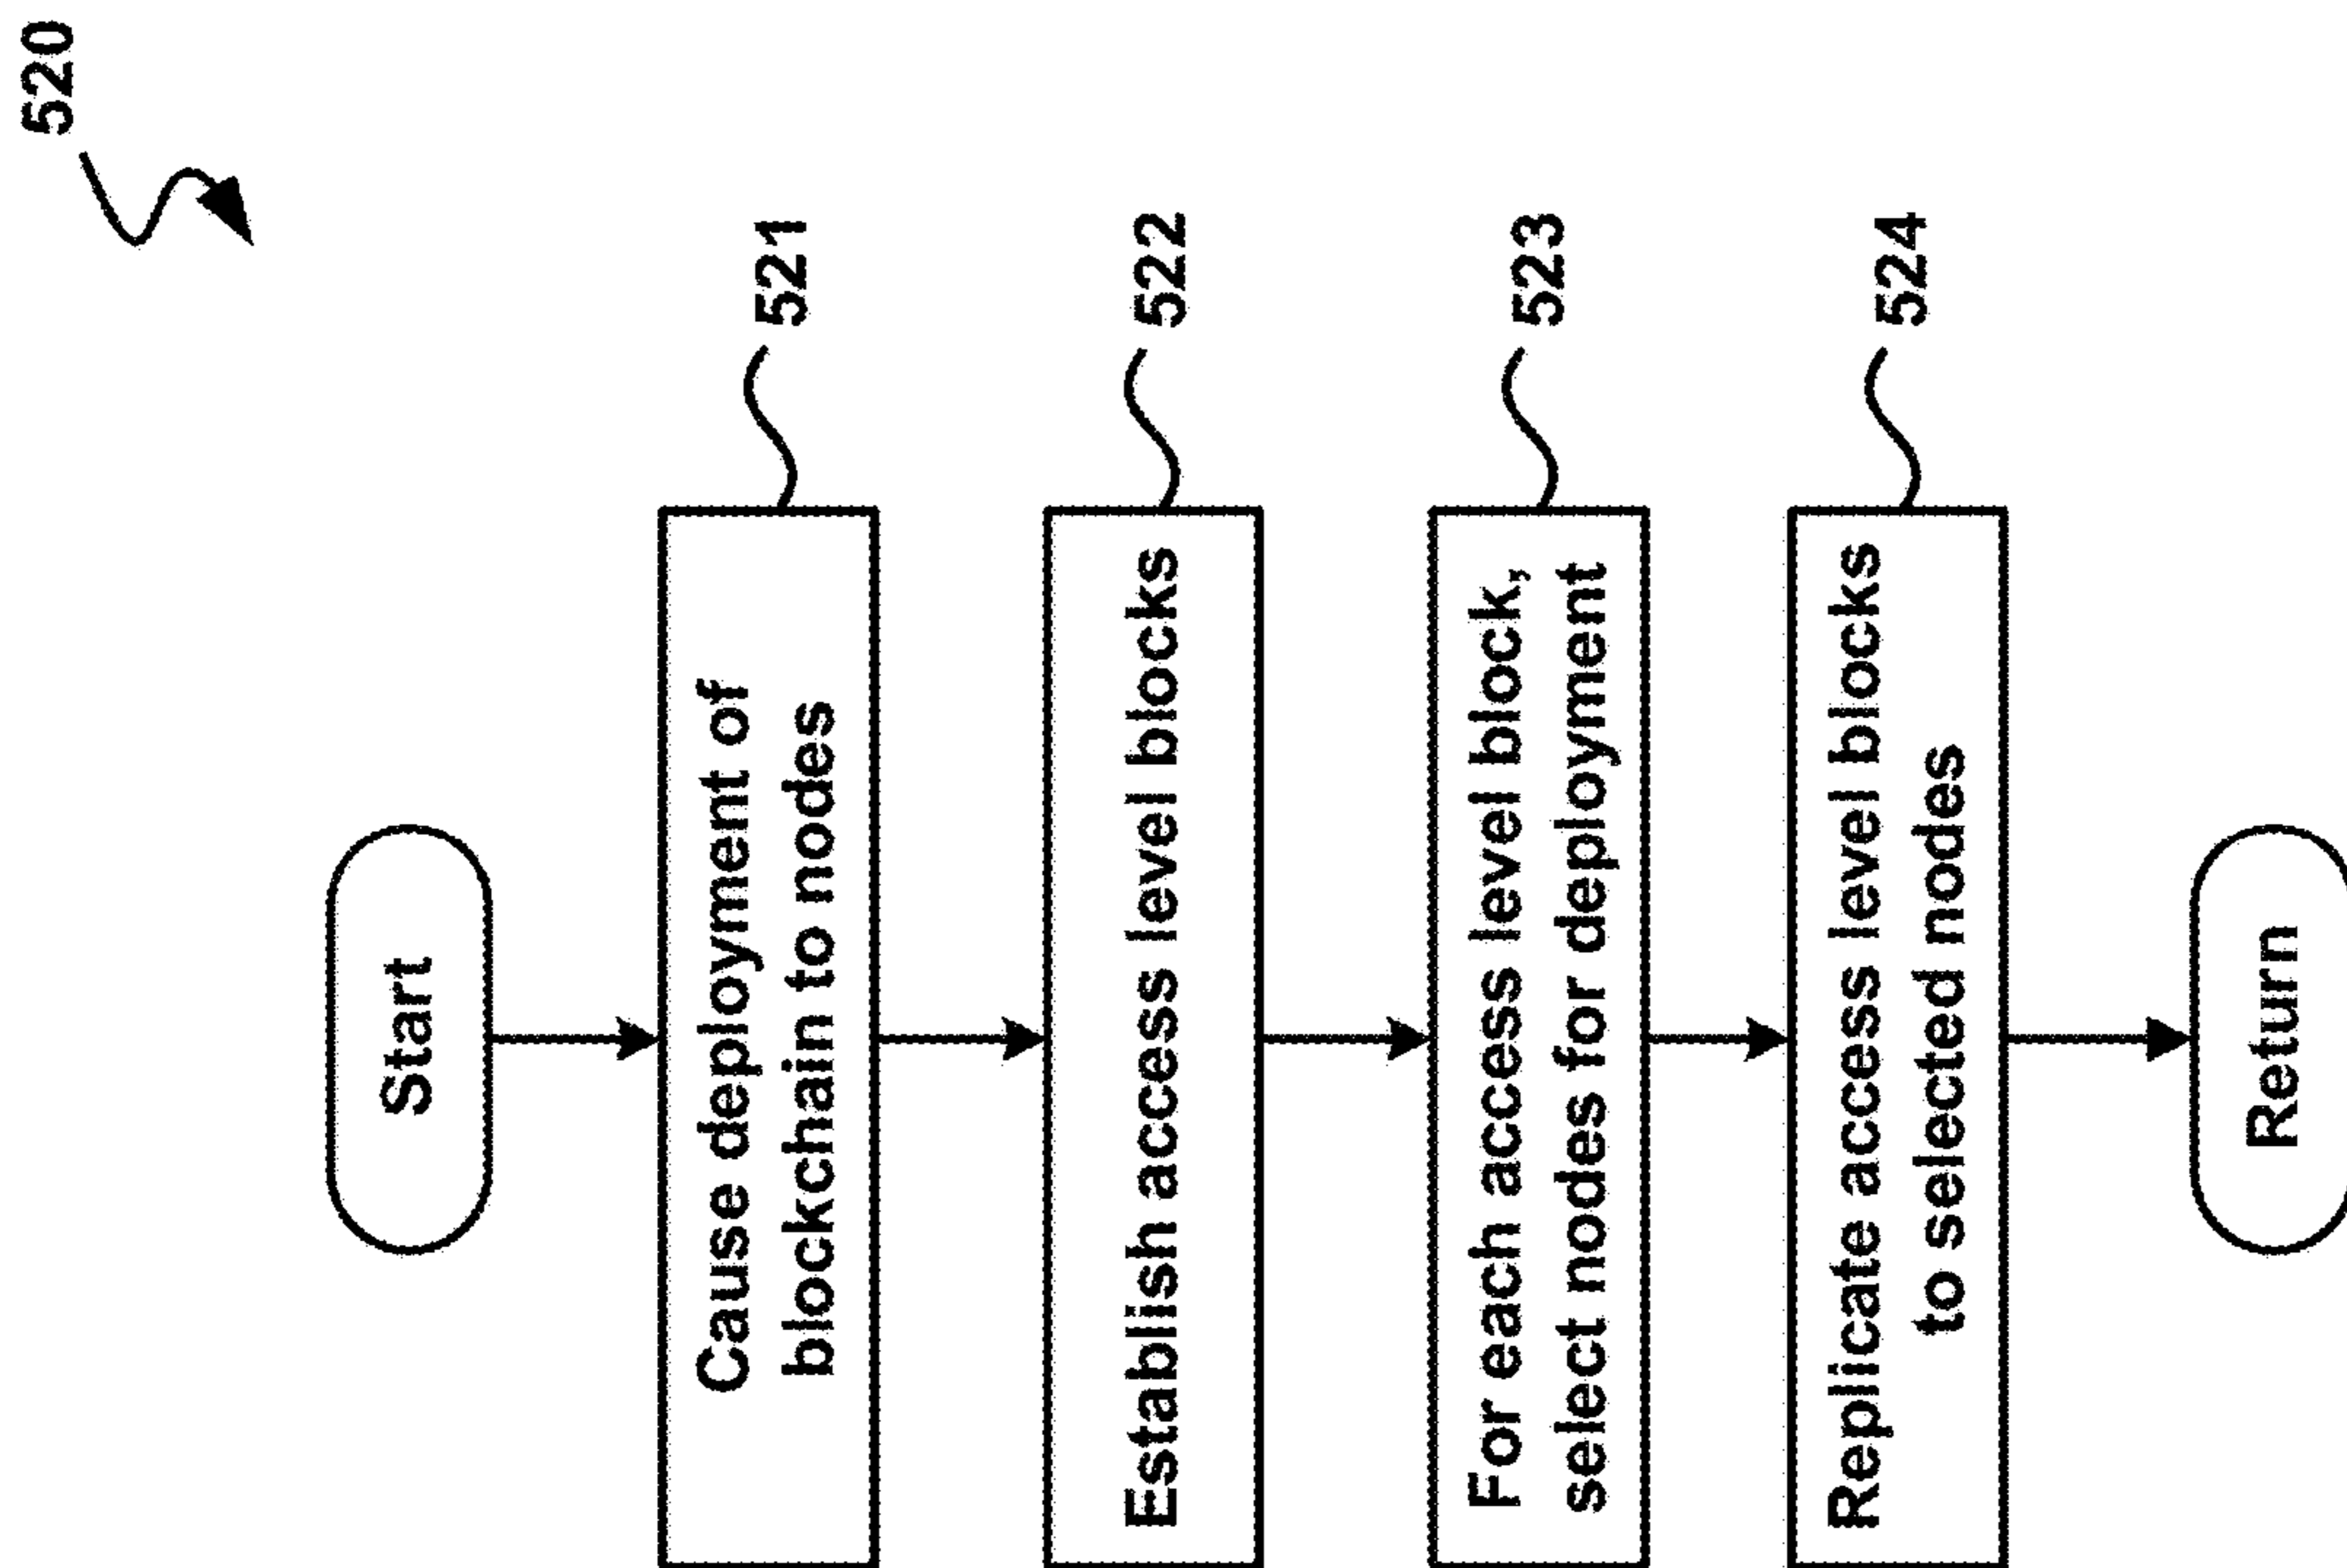 520
Start
Cause deployment of
blockchain to nodes
521
Establish access level blocks
522
For each access level block,
select nodes for deployment
523
Replicate access level blocks
to selected nodes
524
Return